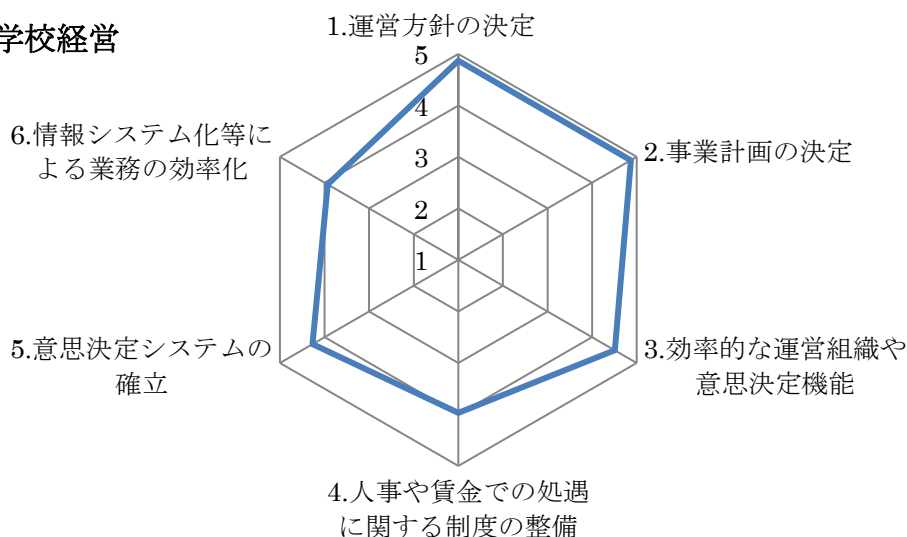 学校経営
1.運営方針の決定
5
4
3
2
1
2.事業計画の決定
3.効率的な運営組織や
意思決定機能
4.人事や賃金での処遇
に関する制度の整備
5.意思決定システムの
確立
6.情報システム化等に
よる業務の効率化